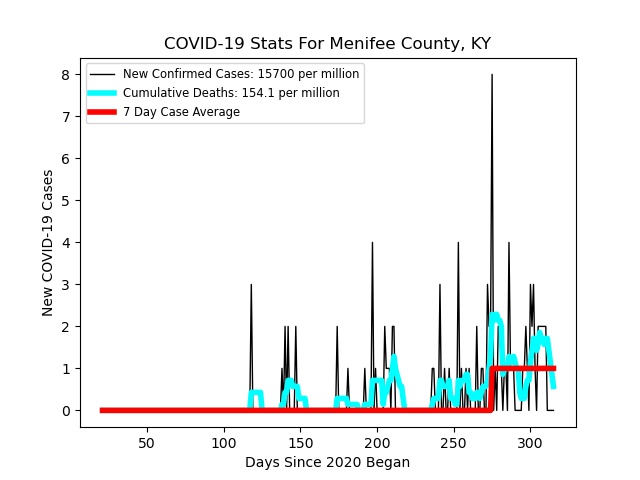 COVID-19 Stats For Menifee County, KY
New Confirmed Cases: 15700 per million
Cumulative Deaths: 154.1 per million
7 Day Case Average
New COVID-19 Cases
8
7
6
5
4
3
2
1
0
50 100 150 200 250 300
Days Since 2020 Began